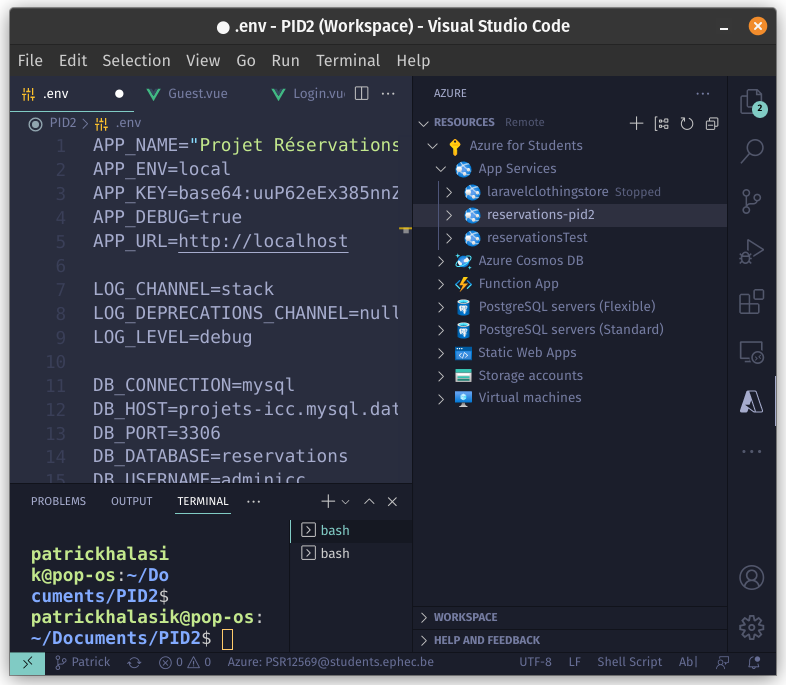 .env - PID2 (Workspace) - Visual Studio Code
File Edit Selection View Go Run Terminal Help
.env Guest.vue Login.vu
PID2 > .env
1 APP_NAME="Projet Réservations
2 APP_ENV=local
3 APP_KEY=base64:uuP62eEx385nnZ
4 APP_DEBUG=true
5 APP_URL=http://localhost
6
7 LOG_CHANNEL=stack
8 LOG_DEPRECATIONS_CHANNEL=null
9 LOG_LEVEL=debug
10
11 DB_CONNECTION=mysql
12 DB_HOST=projets-icc.mysql.dat
13 DB_PORT=3306
14 DB_DATABASE=reservations
15 DB_USERNAME=adminicc
PROBLEMS OUTPUT TERMINAL
patrickhalasi
k@pop-os:~/Do
cuments/PID2$
patrickhalasik@pop-os:
~/Documents/PID2$
bash
bash
AZURE
RESOURCES Remote
Azure for Students
App Services
laravelclothingstore Stopped
reservations-pid2
reservationsTest
Azure Cosmos DB
Function App
PostgreSQL servers (Flexible)
PostgreSQL servers (Standard)
Static Web Apps
Storage accounts
Virtual machines
WORKSPACE
HELP AND FEEDBACK
2
Patrick 0 0 Azure: PSR12569@students.ephec.be UTF-8 LF Shell Script Ab|